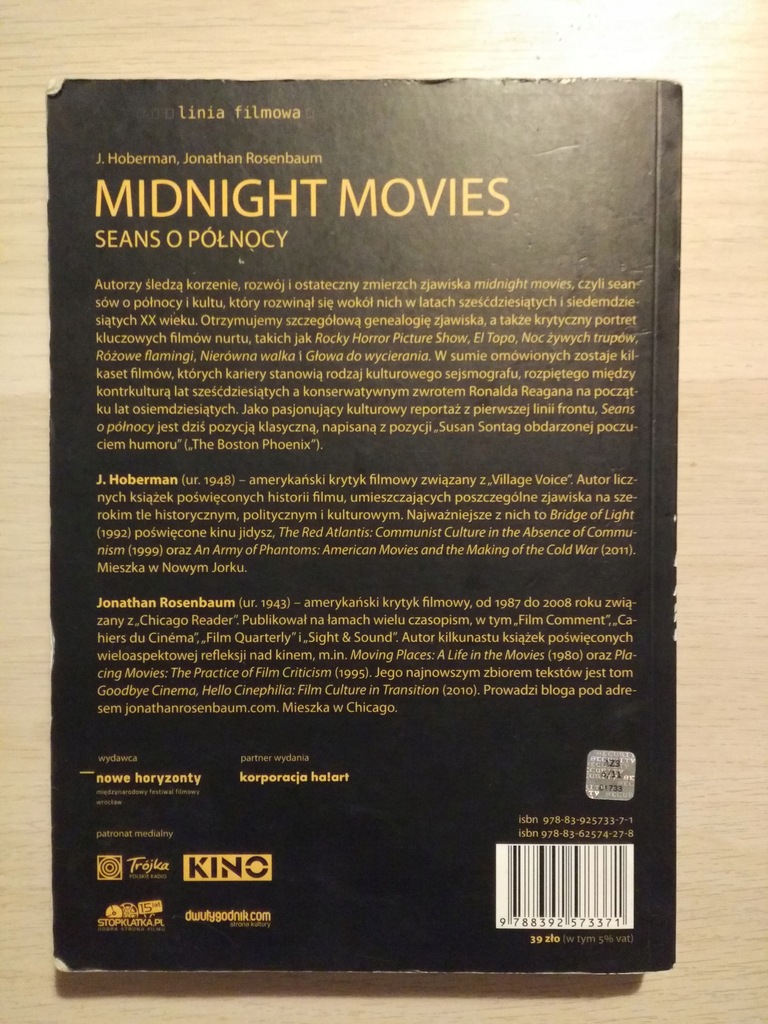 linia filmowa
J. Hoberman, Jonathan Rosenbaum
MIDNIGHT MOVIES
SEANS O PÓŁNOCY
Autorzy śledzą korzenie, rozwój i ostateczny zmierzch zjawiska midnight movies, czyli sean-
sów o północy i kultu, który rozwinął się wokół nich w latach sześćdziesiątych i siedemdzie-
siątych XX wieku. Otrzymujemy szczegółową genealogię zjawiska, a także krytyczny portret
kluczowych filmów nurtu, takich jak Rocky Horror Picture Show, El Topo, Noc żywych trupów,
Różowe flamingi, Nierówna walka i Głowa do wycierania. W sumie omówionych zostaje kil-
kaset filmów, których kariery stanowią rodzaj kulturowego sejsmografu, rozpiętego między
kontrkulturą lat sześćdziesiątych a konserwatywnym zwrotem Ronalda Reagana na począt-
ku lat osiemdziesiątych. Jako pasjonujący kulturowy reportaż z pierwszej linii frontu, Seans
o północy jest dziś pozycją klasyczną, napisaną z pozycji „Susan Sontag obdarzonej poczu-
ciem humoru” („The Boston Phoenix”).
J. Hoberman (ur. 1948) – amerykański krytyk filmowy związany z „Village Voice”. Autor licz-
nych książek poświęconych historii filmu, umieszczających poszczególne zjawiska na sze-
rokim tle historycznym, politycznym i kulturowym. Najważniejsze z nich to Bridge of Light
(1992) poświęcone kinu jidysz, The Red Atlantis: Communist Culture in the Absence of Commu-
nism (1999) oraz An Army of Phantoms: American Movies and the Making of the Cold War (2011).
Mieszka w Nowym Jorku.
Jonathan Rosenbaum (ur. 1943) – amerykański krytyk filmowy, od 1987 do 2008 roku zwią-
zany z „Chicago Reader”. Publikował na łamach wielu czasopism, w tym „Film Comment”, „Ca-
hiers du Cinéma”, „Film Quarterly” i „Sight & Sound”. Autor kilkunastu książek poświęconych
wieloaspektowej refleksji nad kinem, m.in. Moving Places: A Life in the Movies (1980) oraz Pla-
cing Movies: The Practice of Film Criticism (1995). Jego najnowszym zbiorem tekstów jest tom
Goodbye Cinema, Hello Cinephilia: Film Culture in Transition (2010). Prowadzi bloga pod adre-
sem jonathanrosenbaum.com. Mieszka w Chicago.
wydawca
nowe horyzonty
międzynarodowy festiwal filmowy
wrocław
partner wydania
korporacja ha!art
patronat medialny
Trójka
POLSKIE RADIO
KINO
15 lat
STOPKLATKA.PL
DOBRA STRONA FILMU
dwutygodnik.com
strona kultury
isbn 978-83-925733-7-1
isbn 978-83-62574-27-8
9 788392 573371
39 zło (w tym 5% vat)